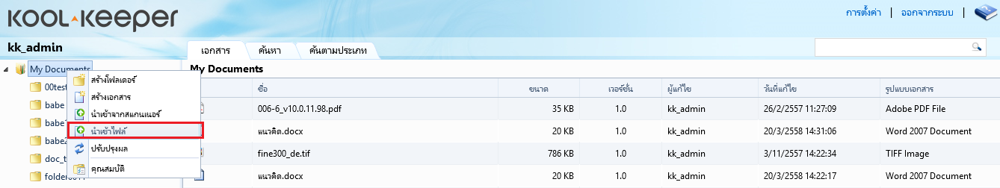 KOOL-KEEPER
การตั้งค่า | ออกจากระบบ
kk_admin
เอกสาร ค้นหา ค้นตามประเภท
My Documents
My Documents
สร้างโฟลเดอร์
สร้างเอกสาร
นำเข้าจากสแกนเนอร์
นำเข้าไฟล์
ปรับปรุงผล
คุณสมบัติ
00test
babe
babe
babe2
doc_t
ชื่อ ขนาด เวอร์ชั่น ผู้แก้ไข วันที่แก้ไข รูปแบบเอกสาร
006-6_v10.0.11.98.pdf 35 KB 1.0 kk_admin 26/2/2557 11:27:09 Adobe PDF File
แนวคิด.docx 20 KB 1.0 kk_admin 20/3/2558 14:31:06 Word 2007 Document
fine300_de.tif 786 KB 1.0 kk_admin 3/11/2557 14:22:34 TIFF Image
แนวคิด.docx 20 KB 1.0 kk_admin 20/3/2558 14:22:17 Word 2007 Document